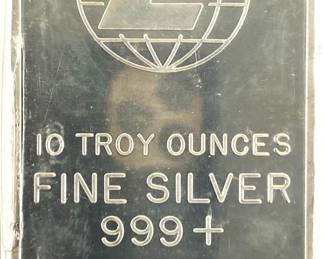 10 TROY OUNCES
FINE SILVER
999+